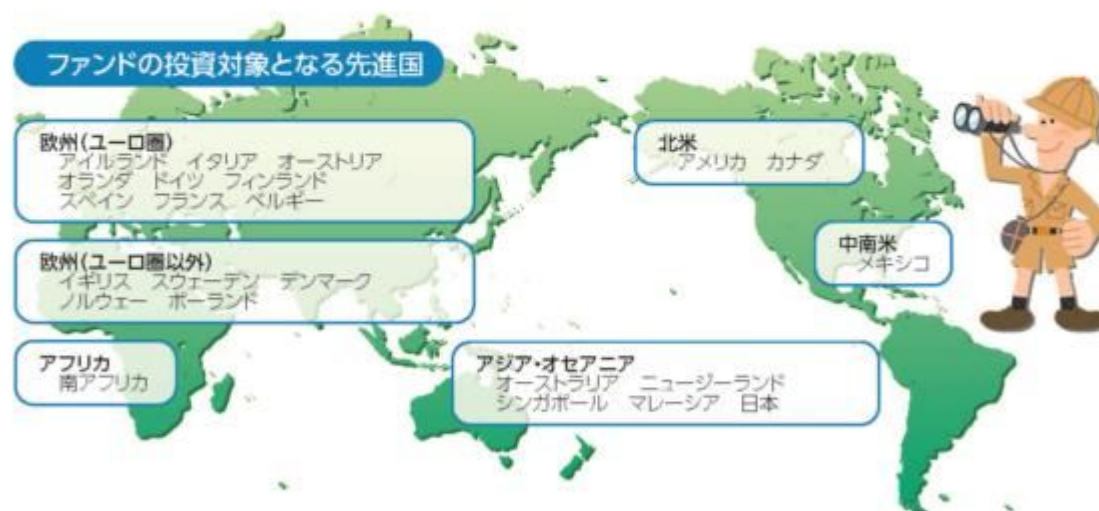 ファンドの投資対象となる先進国
欧州(ユーロ圏)
アイルランド イタリア オーストリア
オランダ ドイツ フィンランド
スペイン フランス ベルギー
欧州(ユーロ圏以外)
イギリス スウェーデン デンマーク
ノルウェー ポーランド
アフリカ
南アフリカ
北米
アメリカ カナダ
中南米
メキシコ
アジア・オセアニア
オーストラリア ニュージーランド
シンガポール マレーシア 日本